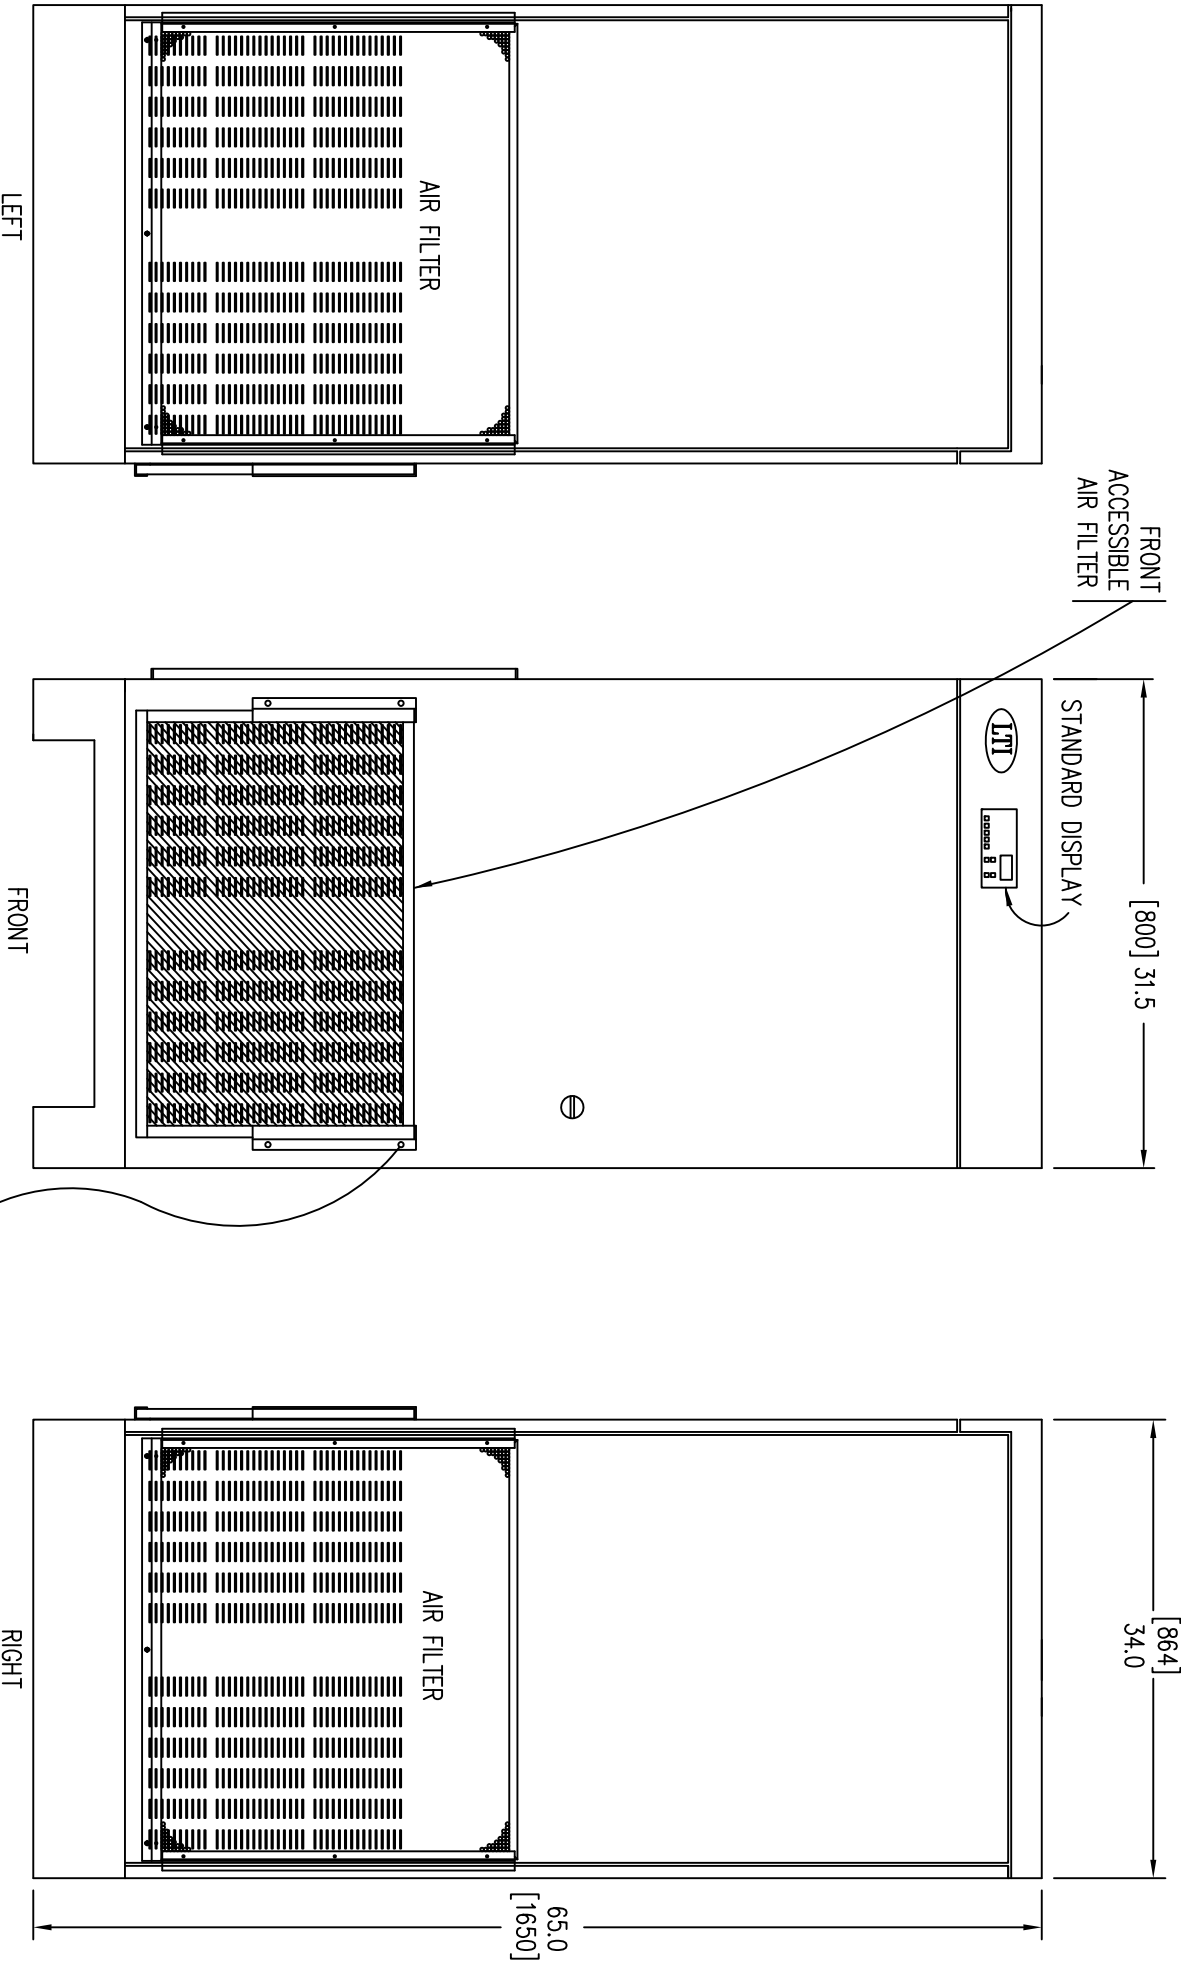 FRONT
ACCESSIBLE
AIR FILTER
STANDARD DISPLAY
[800] 31.5
[864]
34.0
LTI
AIR FILTER
AIR FILTER
65.0
[1650]
LEFT
FRONT
RIGHT